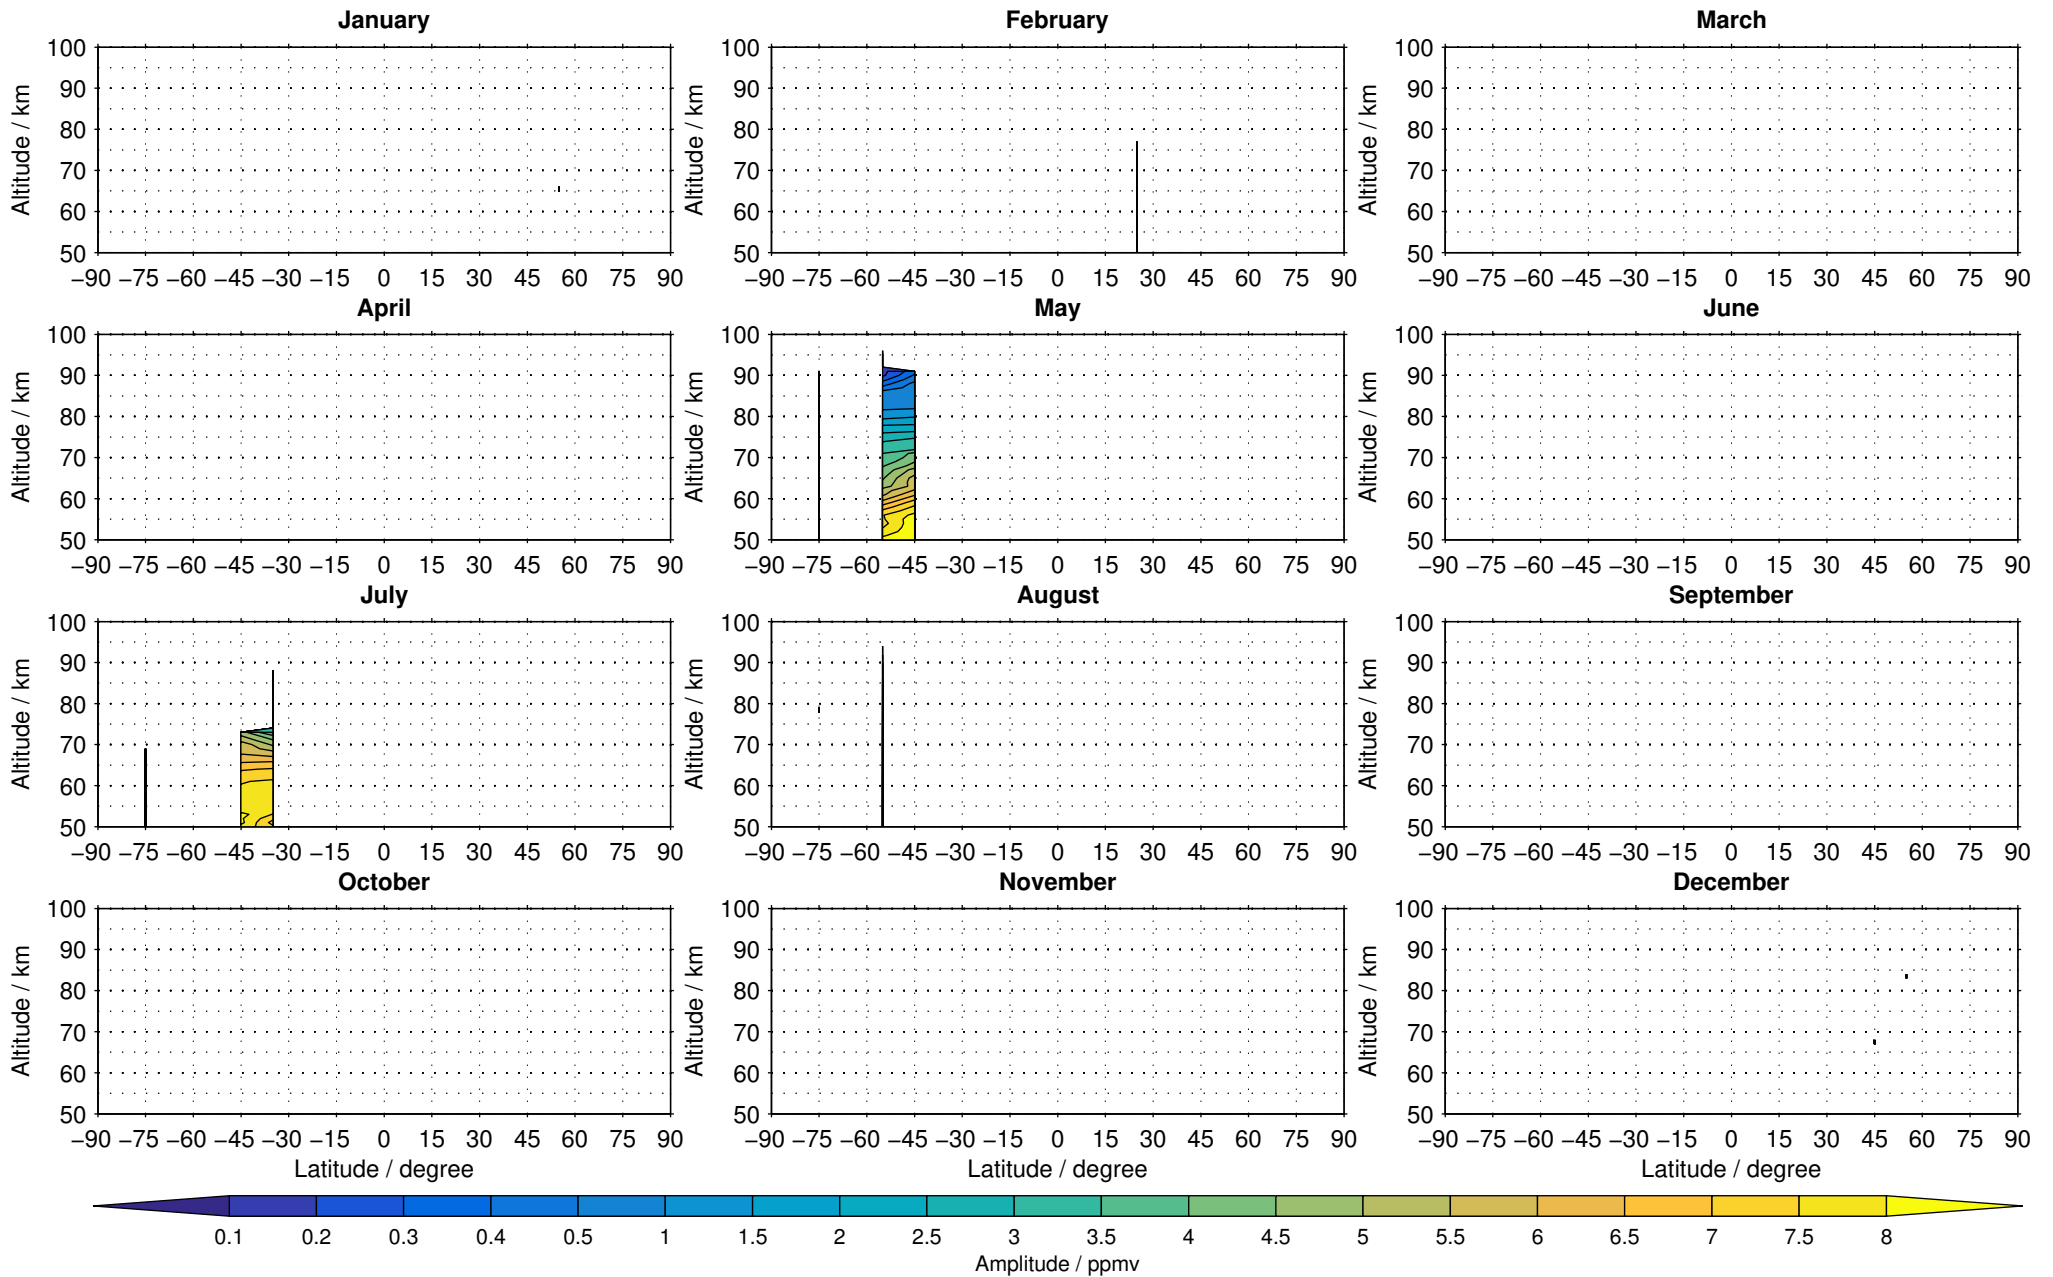 January February March
100 100 100
90 90 90
80 80 80
70 70 70
60 60 60
50 50 50
Altitude / km Altitude / km Altitude / km
−90 −75 −60 −45 −30 −15 0 15 30 45 60 75 90 −90 −75 −60 −45 −30 −15 0 15 30 45 60 75 90 −90 −75 −60 −45 −30 −15 0 15 30 45 60 75 90
April May June
100 100 100
90 90 90
80 80 80
70 70 70
60 60 60
50 50 50
Altitude / km Altitude / km Altitude / km
−90 −75 −60 −45 −30 −15 0 15 30 45 60 75 90 −90 −75 −60 −45 −30 −15 0 15 30 45 60 75 90 −90 −75 −60 −45 −30 −15 0 15 30 45 60 75 90
July August September
100 100 100
90 90 90
80 80 80
70 70 70
60 60 60
50 50 50
Altitude / km Altitude / km Altitude / km
−90 −75 −60 −45 −30 −15 0 15 30 45 60 75 90 −90 −75 −60 −45 −30 −15 0 15 30 45 60 75 90 −90 −75 −60 −45 −30 −15 0 15 30 45 60 75 90
October November December
100 100 100
90 90 90
80 80 80
70 70 70
60 60 60
50 50 50
Altitude / km Altitude / km Altitude / km
−90 −75 −60 −45 −30 −15 0 15 30 45 60 75 90 −90 −75 −60 −45 −30 −15 0 15 30 45 60 75 90 −90 −75 −60 −45 −30 −15 0 15 30 45 60 75 90
Latitude / degree Latitude / degree Latitude / degree
0.1 0.2 0.3 0.4 0.5 1 1.5 2 2.5 3 3.5 4 4.5 5 5.5 6 6.5 7 7.5 8
Amplitude / ppmv